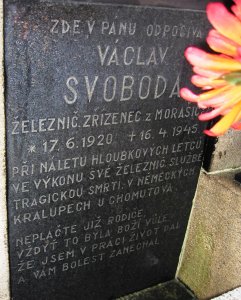 ZDE V PÁNU ODPOČÍVÁ
VÁCLAV
SVOBODA
ŽELEZNIČ. ZŘÍZENEC Z MORAŠIC
* 17. 6. 1920 + 16. 4. 1945.
PŘI NÁLETU HLOUBKOVÝCH LETCŮ
VE VÝKONU SVÉ ŽELEZNIČ. SLUŽBY
TRAGICKOU SMRTÍ V NĚMECKÝCH
KRALUPECH U CHOMUTOVA.
NEPLAČTE JIŽ RODIČE,
VŽDYŤ TO BYLA BOŽÍ VŮLE
ŽE JSEM V PRÁCI ŽIVOT DAL
A VÁM BOLEST ZANECHAL